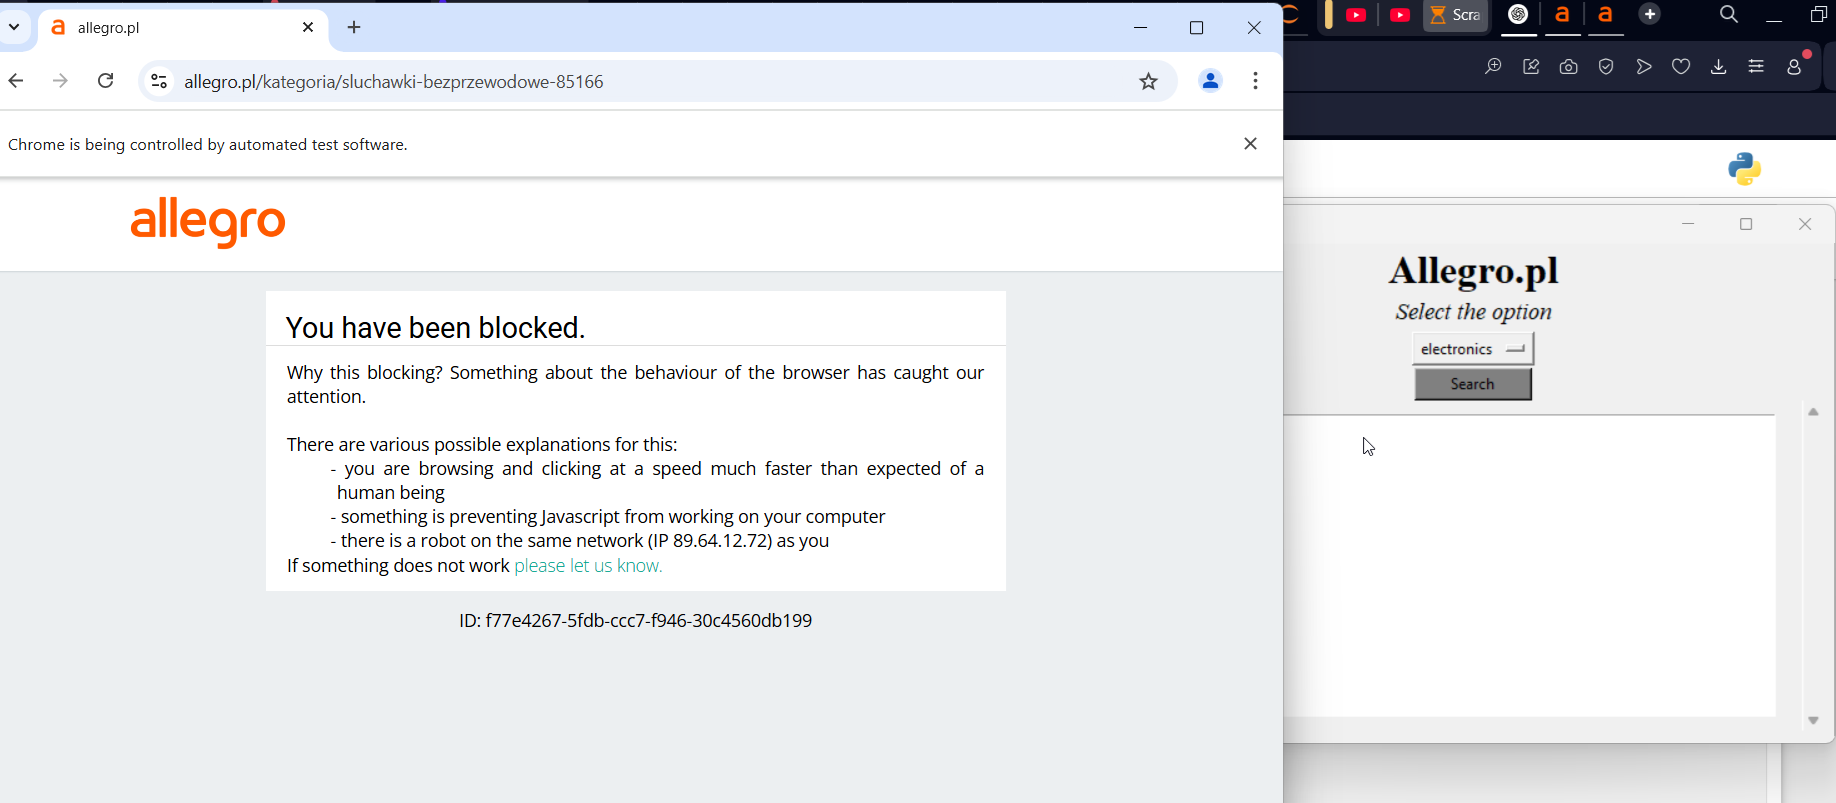 allegro.pl
Scra
allegro.pl/kategoria/sluchawki-bezprzewodowe-85166
Chrome is being controlled by automated test software.
allegro
You have been blocked.
Why this blocking? Something about the behaviour of the browser has caught our
attention.
There are various possible explanations for this:
- you are browsing and clicking at a speed much faster than expected of a
human being
- something is preventing Javascript from working on your computer
- there is a robot on the same network (IP 89.64.12.72) as you
If something does not work please let us know.
ID: f77e4267-5fdb-ccc7-f946-30c4560db199
Allegro.pl
Select the option
electronics
Search